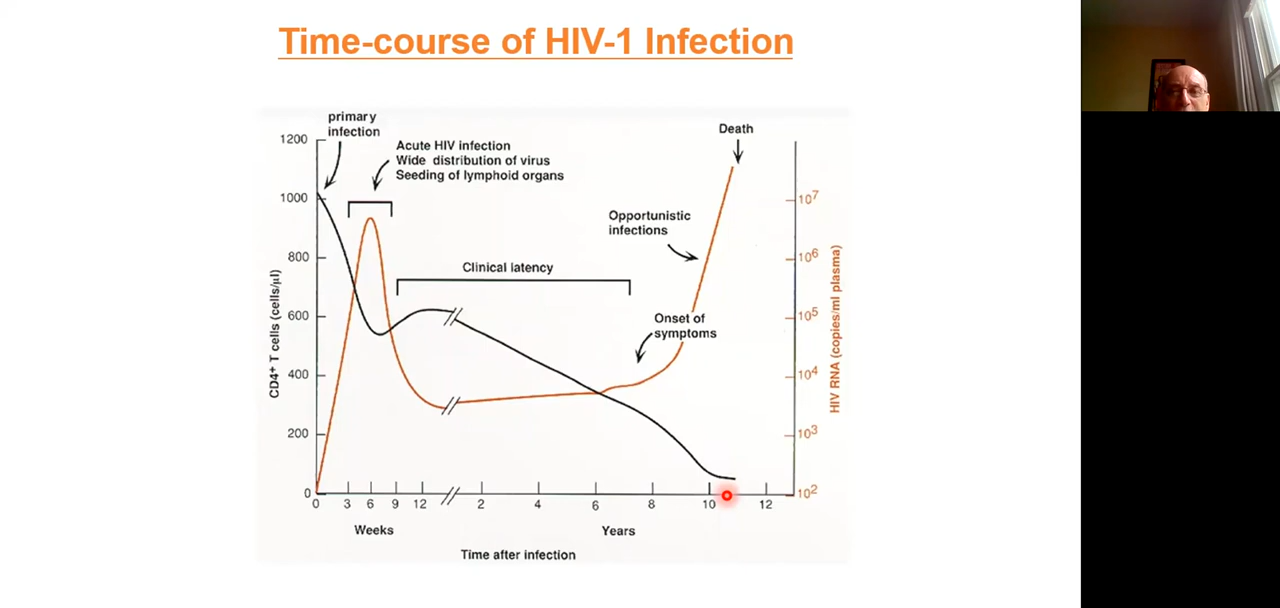 Time-course of HIV-1 Infection
primary
infection
Acute HIV infection
Wide distribution of virus
Seeding of lymphoid organs
Death
Opportunistic
infections
Clinical latency
Onset of
symptoms
CD4+ T cells (cells/µl)
1200
1000
800
600
400
200
0
HIV RNA (copies/ml plasma)
10^7
10^6
10^5
10^4
10^3
10^2
0 3 6 9 12 2 4 6 8 10 12
Weeks Years
Time after infection